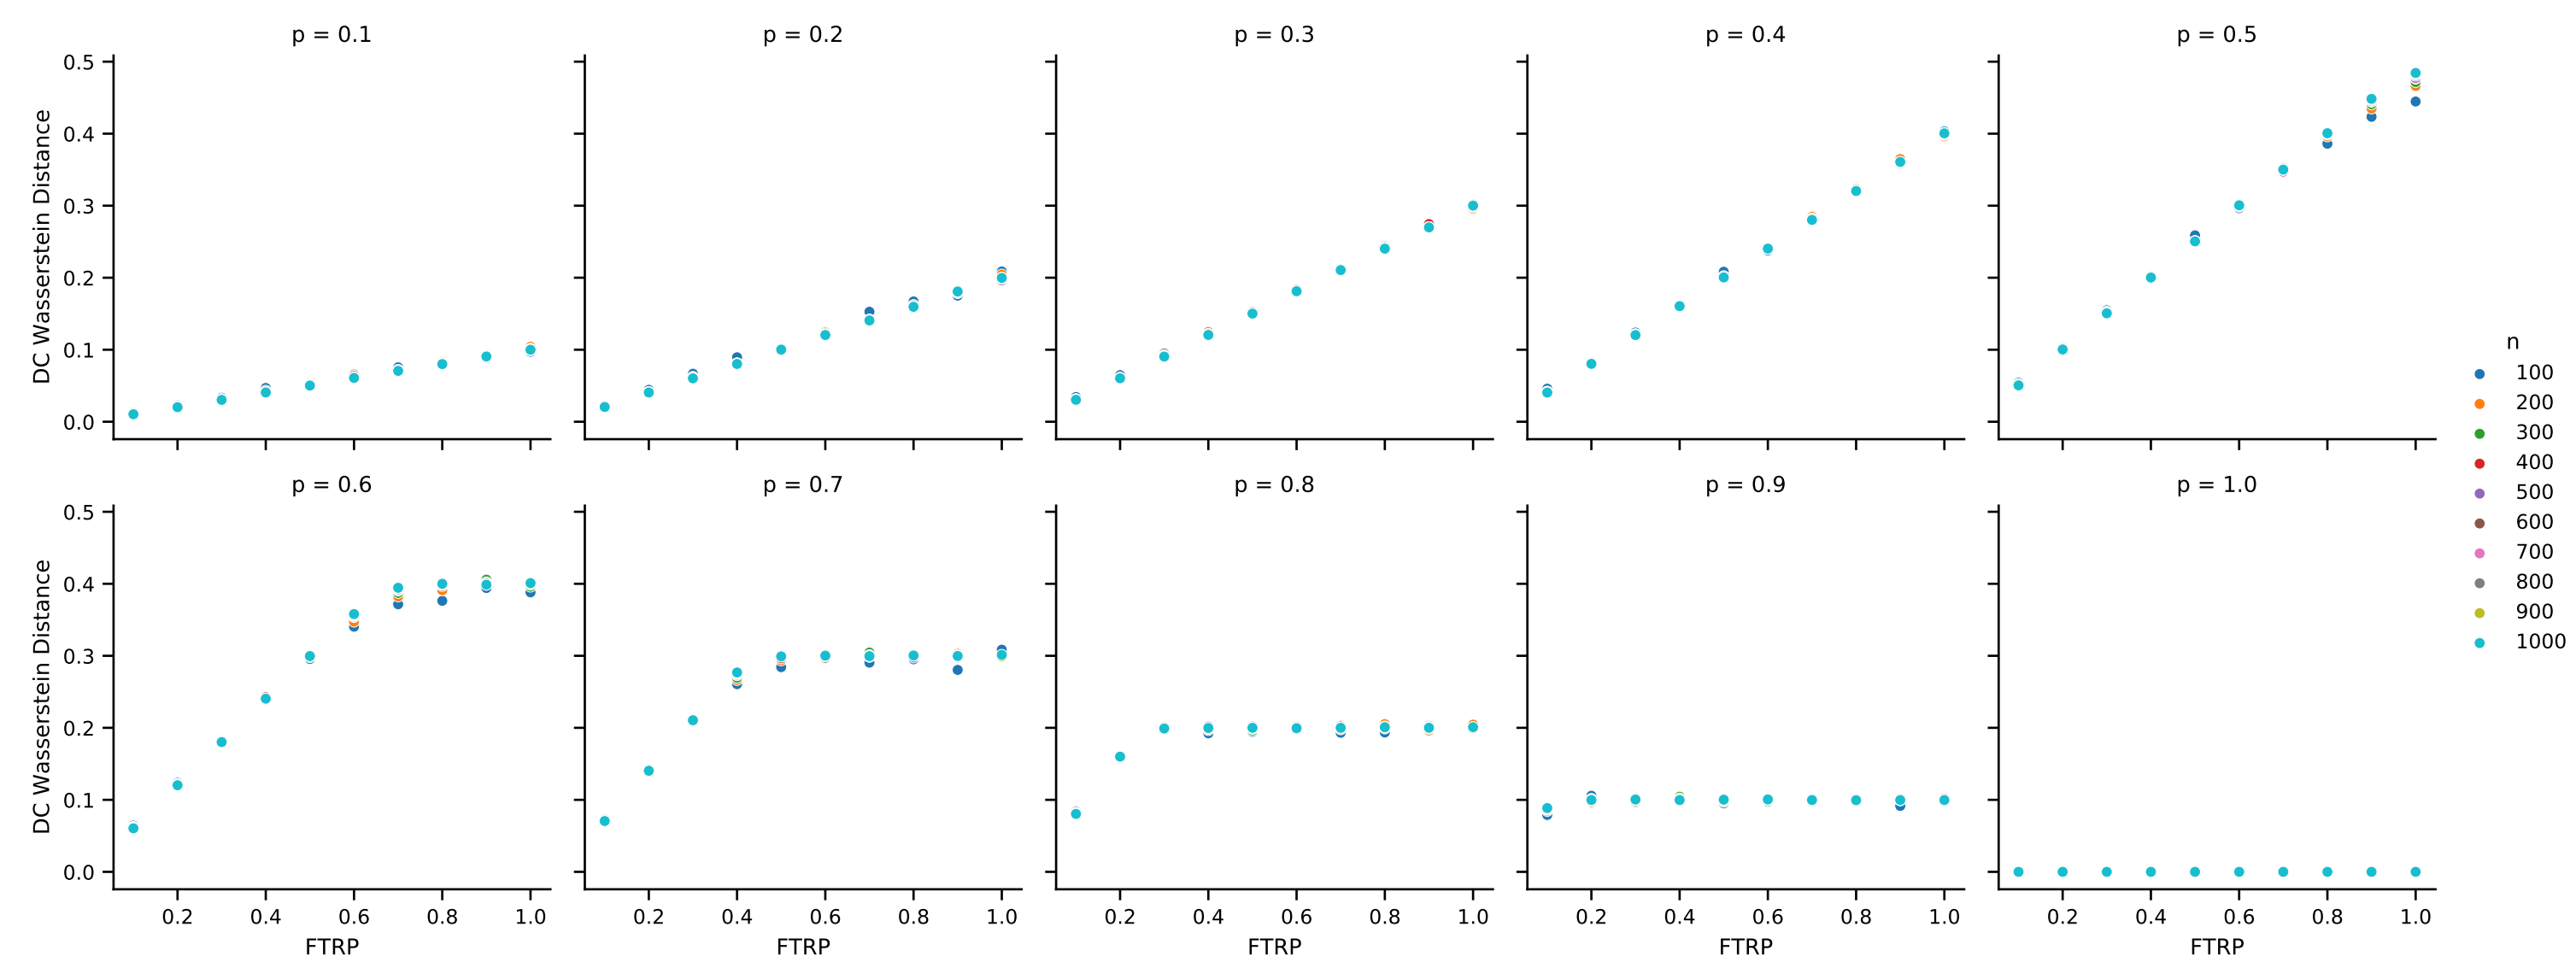 p = 0.1
p = 0.2
p = 0.3
p = 0.4
p = 0.5
DC Wasserstein Distance
0.5
0.4
0.3
0.2
0.1
0.0
p = 0.6
p = 0.7
p = 0.8
p = 0.9
p = 1.0
DC Wasserstein Distance
0.5
0.4
0.3
0.2
0.1
0.0
0.2 0.4 0.6 0.8 1.0
FTRP
0.2 0.4 0.6 0.8 1.0
FTRP
0.2 0.4 0.6 0.8 1.0
FTRP
0.2 0.4 0.6 0.8 1.0
FTRP
0.2 0.4 0.6 0.8 1.0
FTRP
n
100
200
300
400
500
600
700
800
900
1000